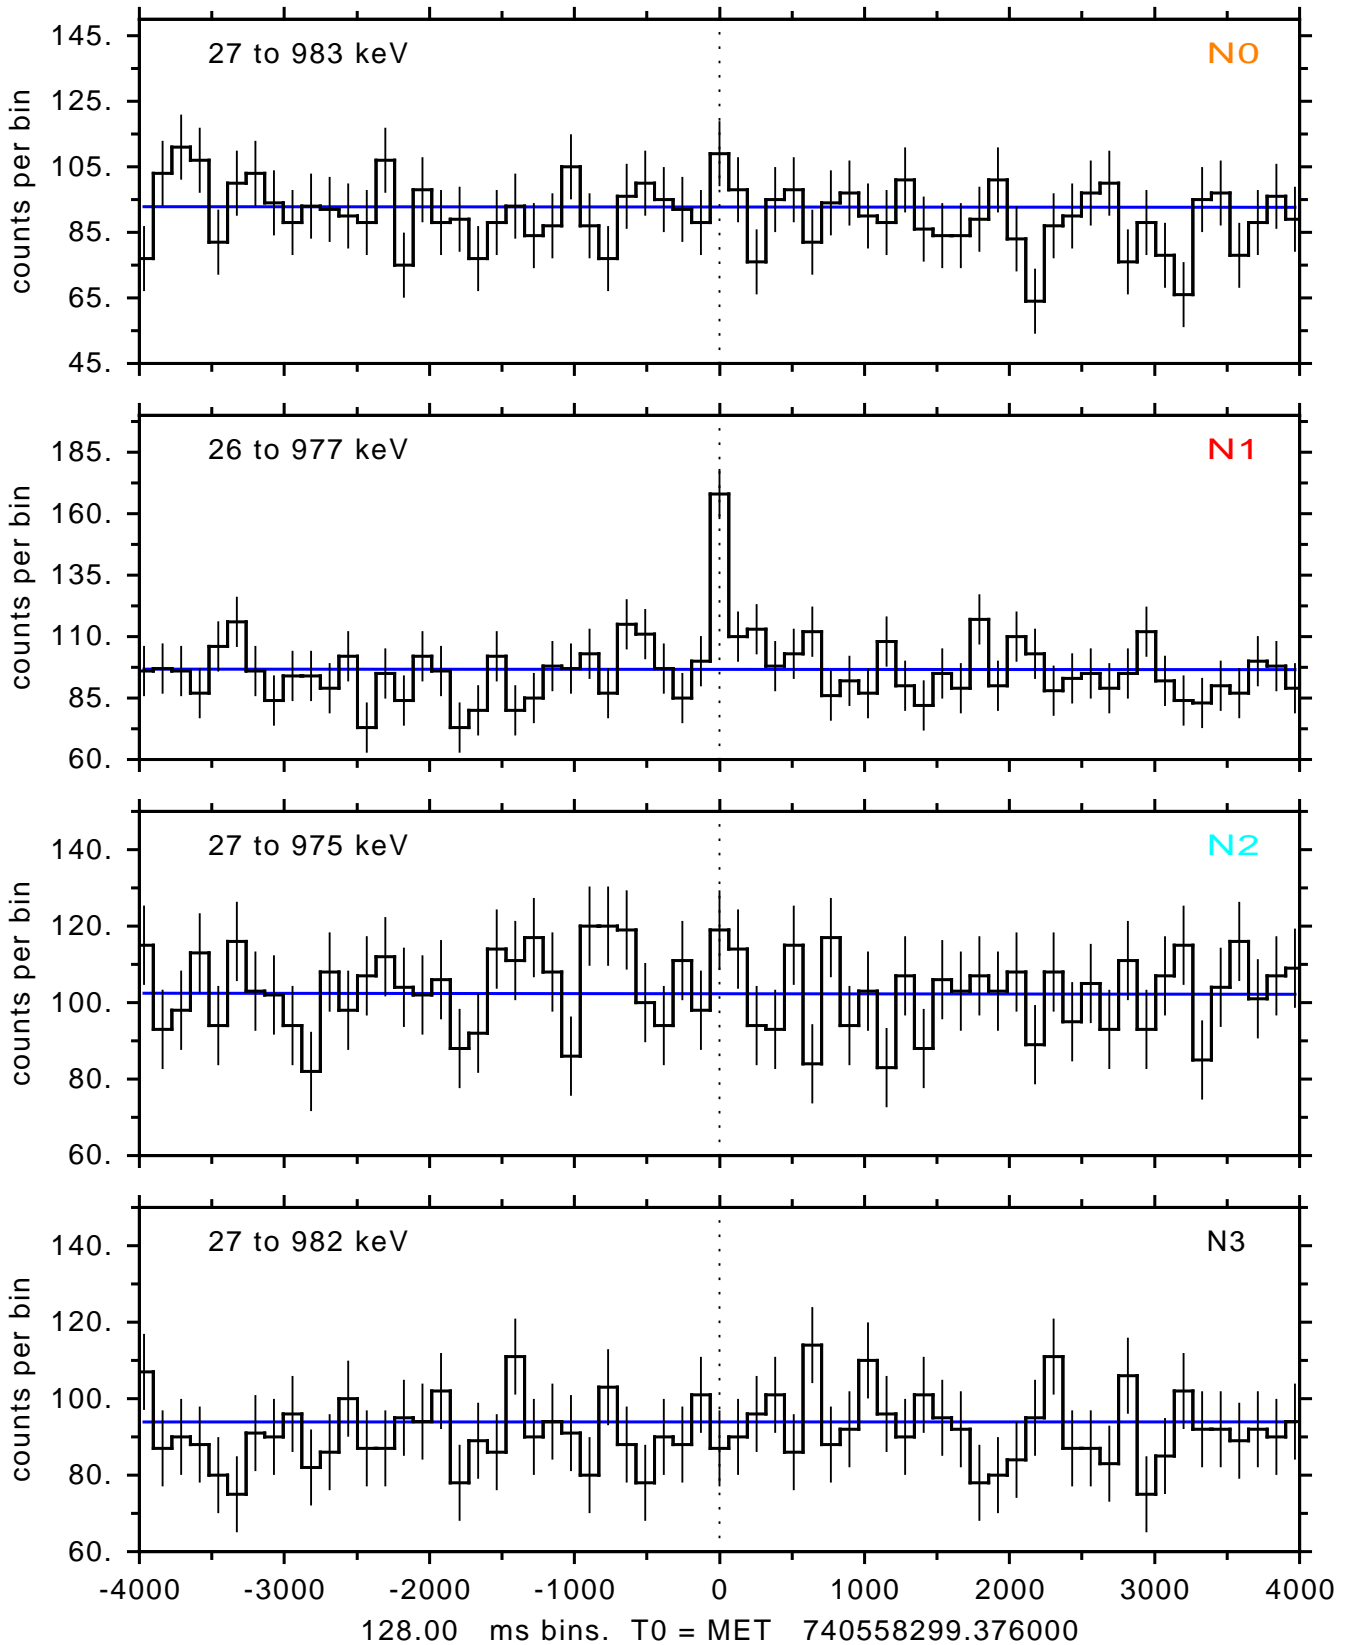 27 to 983 keV
N0
145.
125.
105.
85.
65.
45.
counts per bin
26 to 977 keV
N1
185.
160.
135.
110.
85.
60.
counts per bin
27 to 975 keV
N2
140.
120.
100.
80.
60.
counts per bin
27 to 982 keV
N3
140.
120.
100.
80.
60.
counts per bin
-4000 -3000 -2000 -1000 0 1000 2000 3000 4000
128.00 ms bins. T0 = MET 740558299.376000